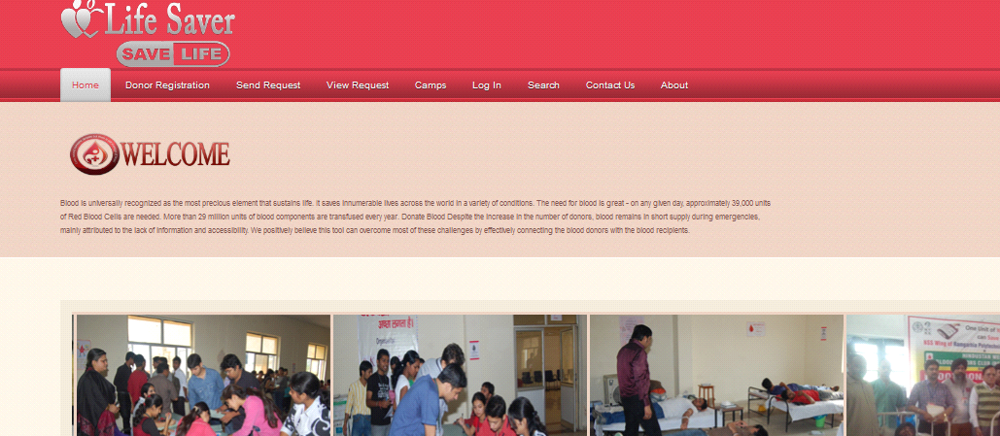 Life Saver
SAVE LIFE
Home Donor Registration Send Request View Request Camps Log In Search Contact Us About
WELCOME
Blood is universally recognized as the most precious element that sustains life. It saves innumerable lives across the world in a variety of conditions. The need for blood is great - on any given day, approximately 39,000 units
of Red Blood Cells are needed. More than 29 million units of blood components are transfused every year. Donate Blood Despite the increase in the number of donors, blood remains in short supply during emergencies,
mainly attributed to the lack of information and accessibility. We positively believe this tool can overcome most of these challenges by effectively connecting the blood donors with the blood recipients.
One Unit of
can Save